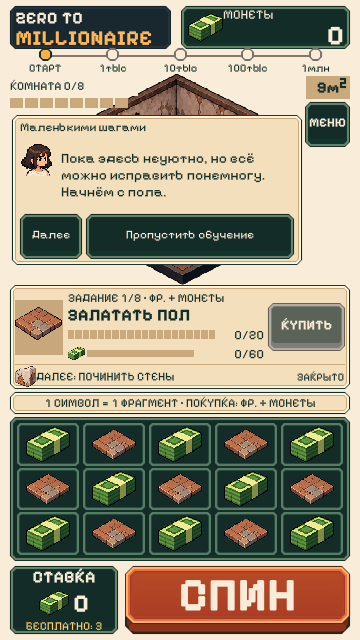 ZERO TO
MILLIONAIRE
МОНЕТЫ
0
СТАРТ
1тыс
10тыс
100тыс
1млн
КОМНАТА 0/8
9м²
МЕНЮ
Маленькими шагами
Пока здесь неуютно, но всё
можно исправить понемногу.
Начнём с пола.
Далее
Пропустить обучение
ЗАДАНИЕ 1/8 · ФР. + МОНЕТЫ
ЗАЛАТАТЬ ПОЛ
0/20
0/60
КУПИТЬ
ДАЛЕЕ: ПОЧИНИТЬ СТЕНЫ
ЗАКРЫТО
1 СИМВОЛ = 1 ФРАГМЕНТ · ПОКУПКА: ФР. + МОНЕТЫ
СТАВКА
0
БЕСПЛАТНО: 3
СПИН